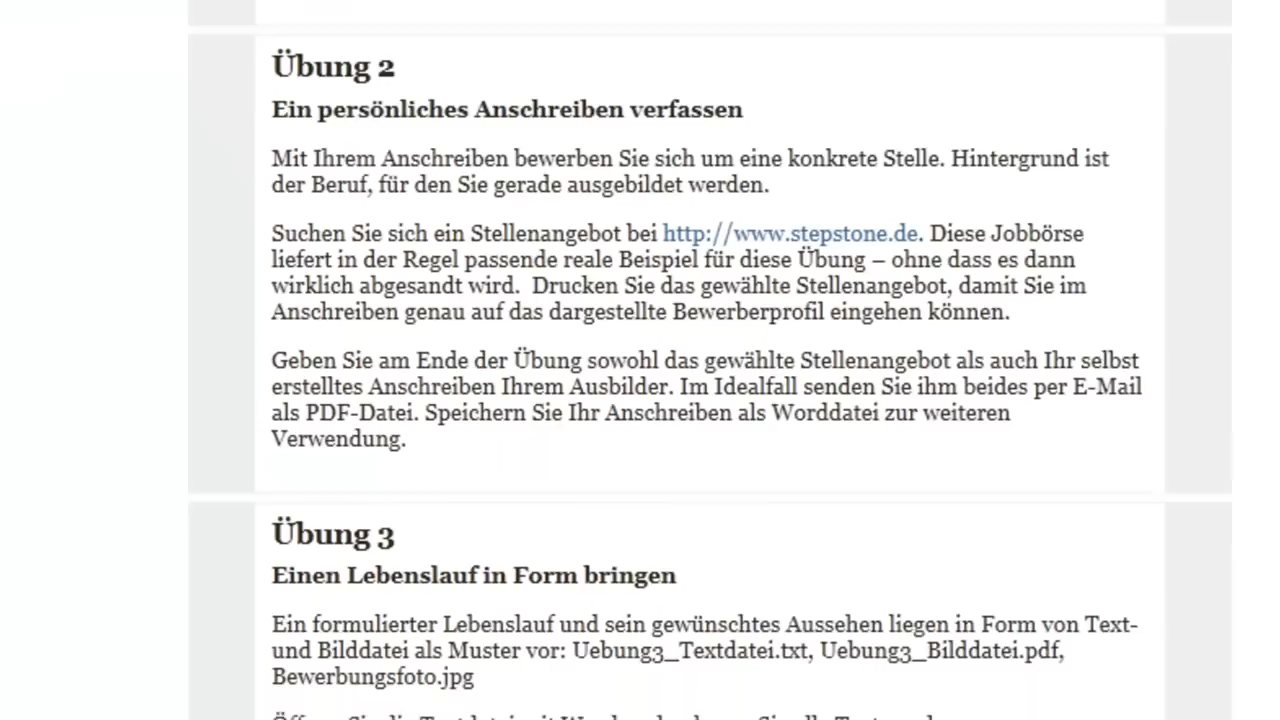 Übung 2
Ein persönliches Anschreiben verfassen
Mit Ihrem Anschreiben bewerben Sie sich um eine konkrete Stelle. Hintergrund ist
der Beruf, für den Sie gerade ausgebildet werden.
Suchen Sie sich ein Stellenangebot bei http://www.stepstone.de. Diese Jobbörse
liefert in der Regel passende reale Beispiel für diese Übung – ohne dass es dann
wirklich abgesandt wird.  Drucken Sie das gewählte Stellenangebot, damit Sie im
Anschreiben genau auf das dargestellte Bewerberprofil eingehen können.
Geben Sie am Ende der Übung sowohl das gewählte Stellenangebot als auch Ihr selbst
erstelltes Anschreiben Ihrem Ausbilder. Im Idealfall senden Sie ihm beides per E-Mail
als PDF-Datei. Speichern Sie Ihr Anschreiben als Worddatei zur weiteren
Verwendung.
Übung 3
Einen Lebenslauf in Form bringen
Ein formulierter Lebenslauf und sein gewünschtes Aussehen liegen in Form von Text-
und Bilddatei als Muster vor: Uebung3_Textdatei.txt, Uebung3_Bilddatei.pdf,
Bewerbungsfoto.jpg